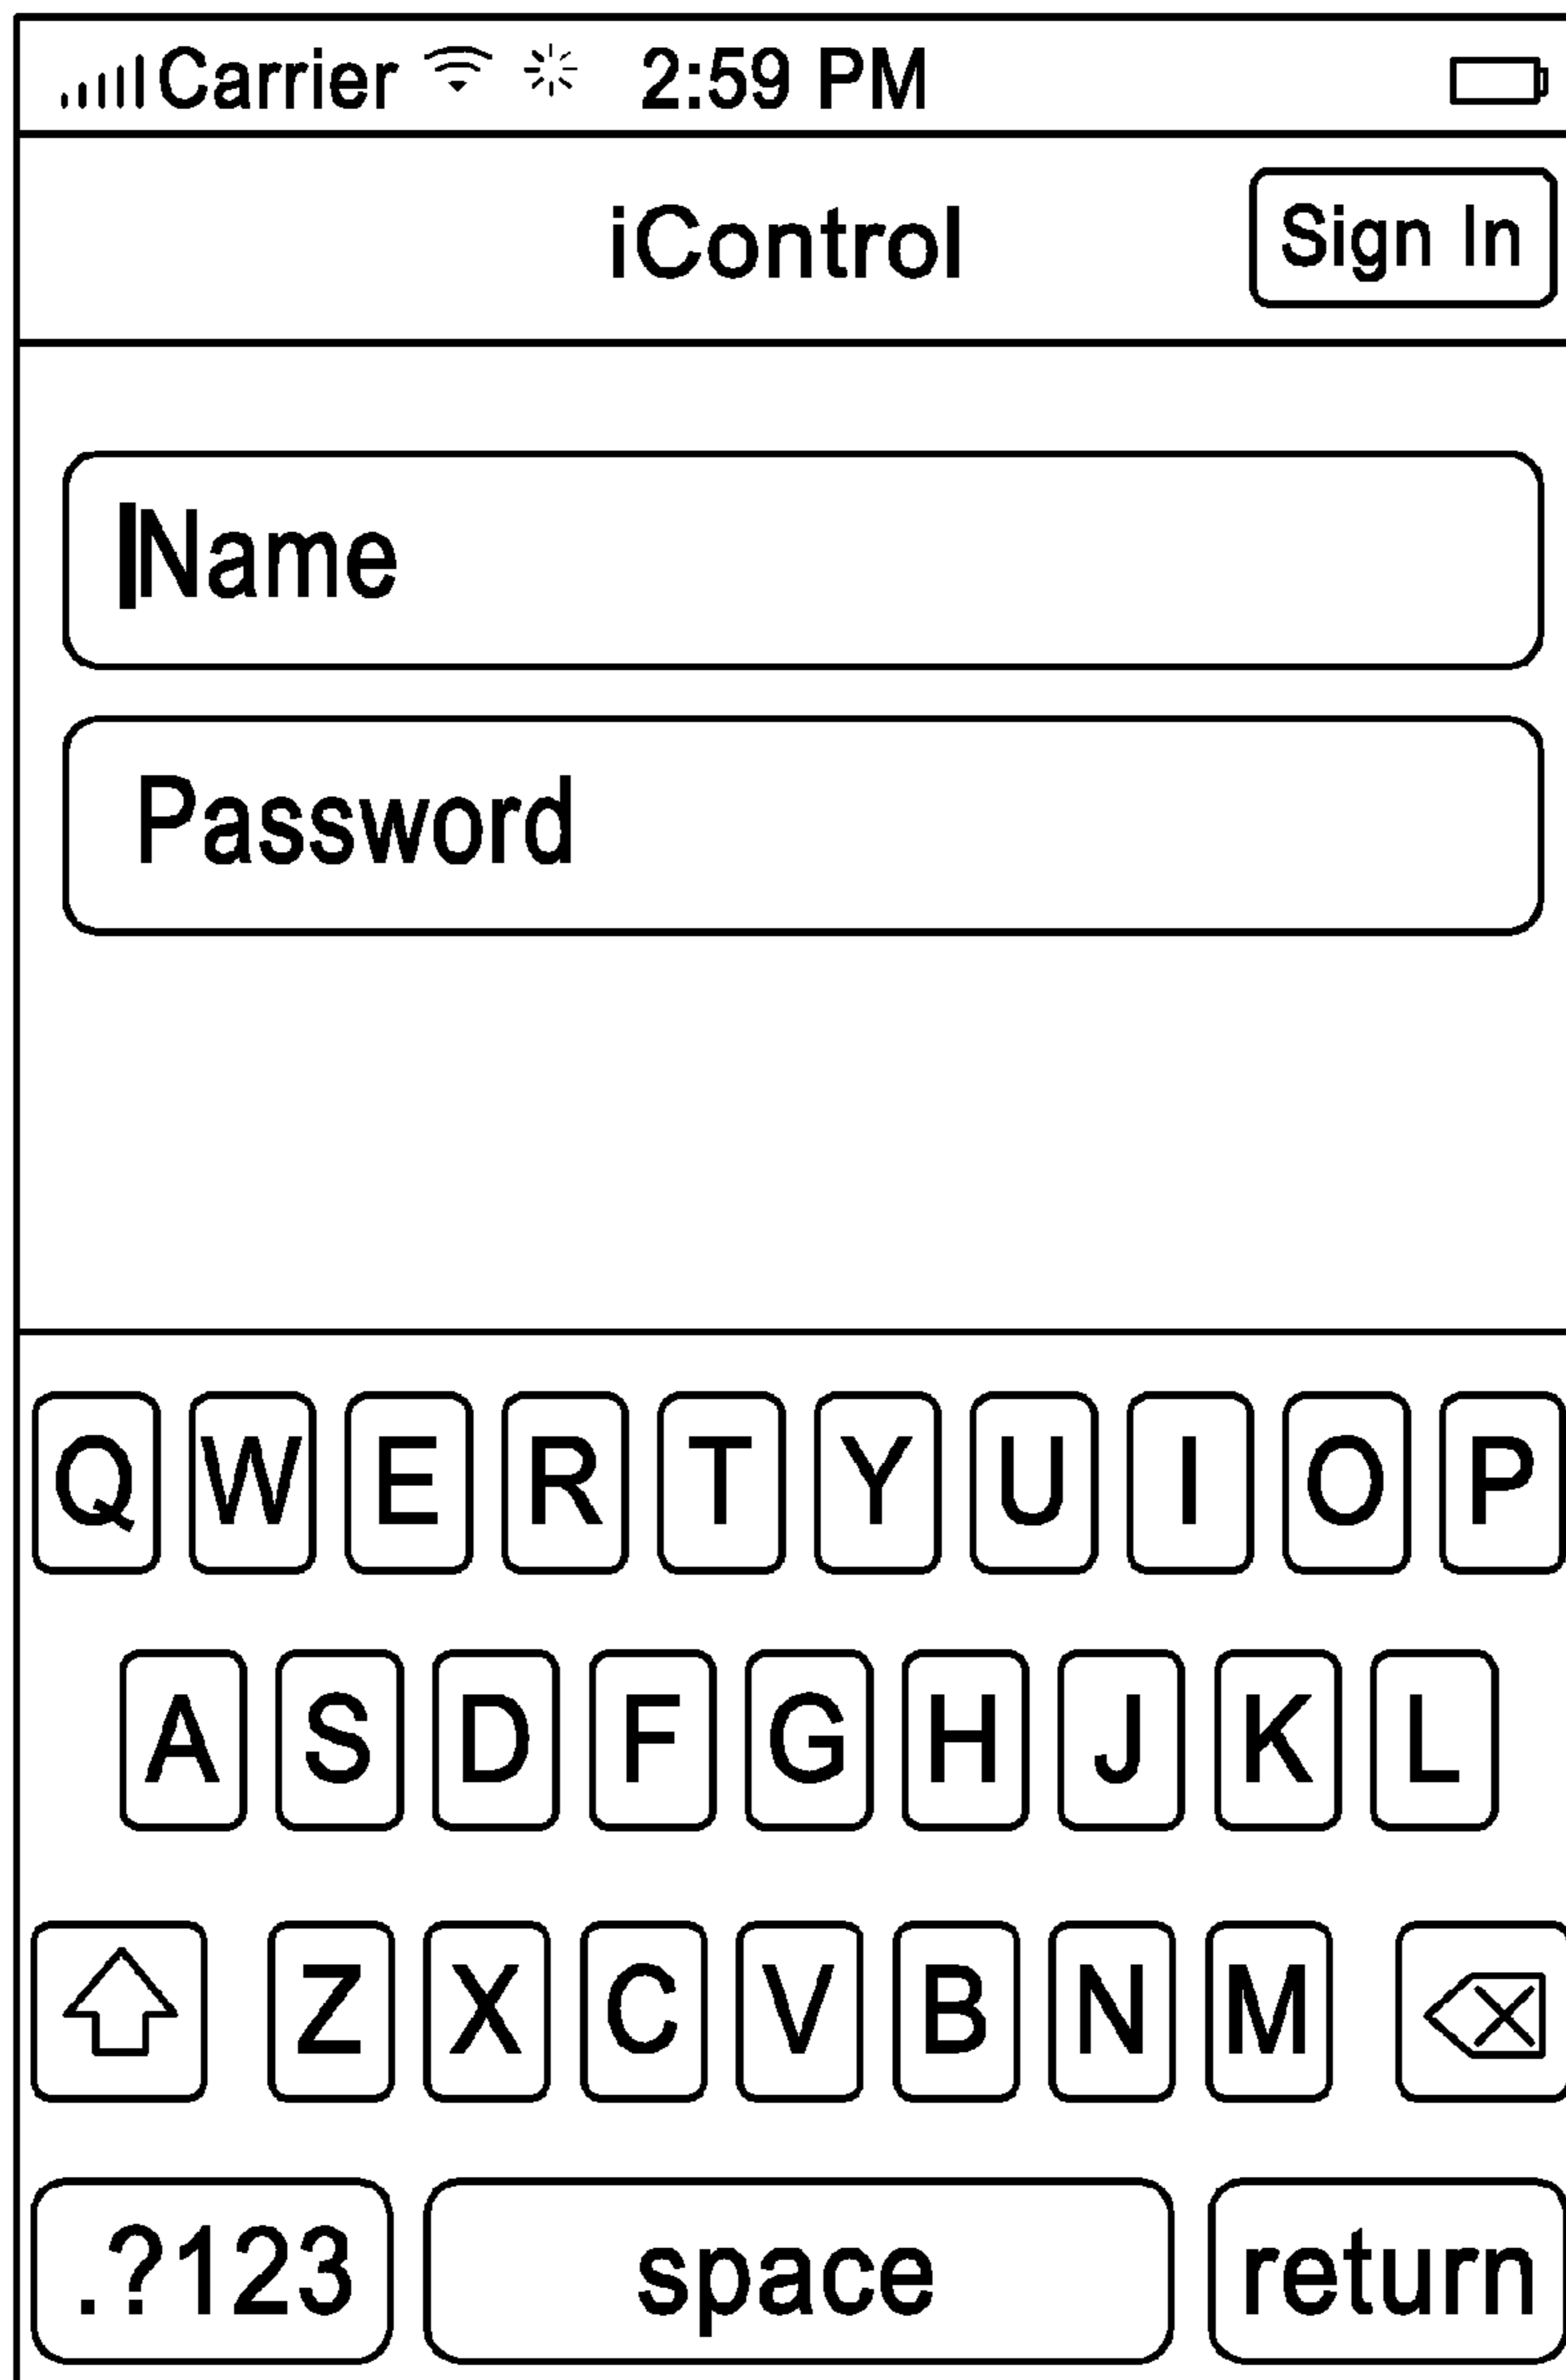 Carrier 2:59 PM
iControl Sign In
Name
Password
Q W E R T Y U I O P
A S D F G H J K L
Z X C V B N M
.?123 space return